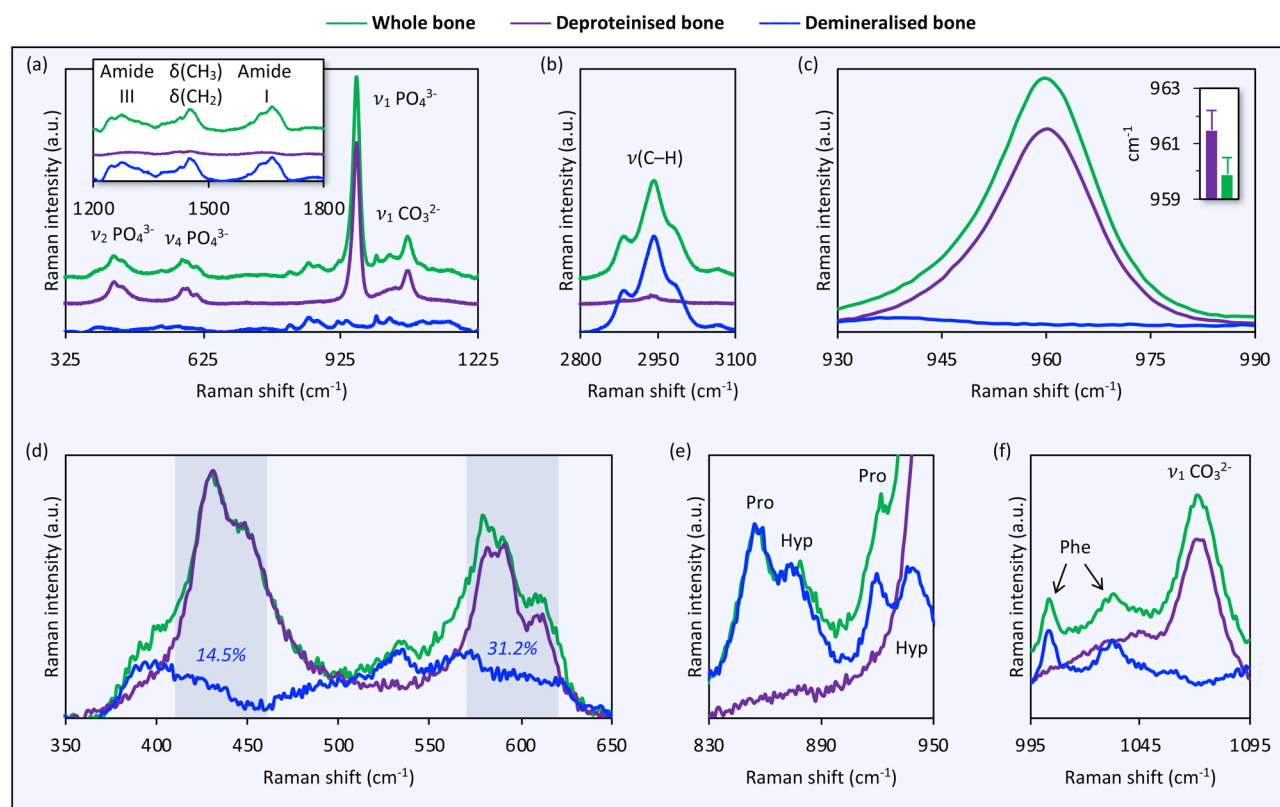 Whole bone Deproteinised bone Demineralised bone
(a)
Raman intensity (a.u.)
Amide δ(CH₃) Amide
III δ(CH₂) I
1200 1500 1800
ν₁ PO₄³⁻
ν₁ CO₃²⁻
ν₂ PO₄³⁻ ν₄ PO₄³⁻
325 625 925 1225
Raman shift (cm⁻¹)
(b)
Raman intensity (a.u.)
ν(C–H)
2800 2950 3100
Raman shift (cm⁻¹)
(c)
Raman intensity (a.u.)
cm⁻¹
963
961
959
930 945 960 975 990
Raman shift (cm⁻¹)
(d)
Raman intensity (a.u.)
14.5% 31.2%
350 400 450 500 550 600 650
Raman shift (cm⁻¹)
(e)
Raman intensity (a.u.)
Pro
Pro
Hyp
Hyp
830 890 950
Raman shift (cm⁻¹)
(f)
Raman intensity (a.u.)
ν₁ CO₃²⁻
Phe
995 1045 1095
Raman shift (cm⁻¹)